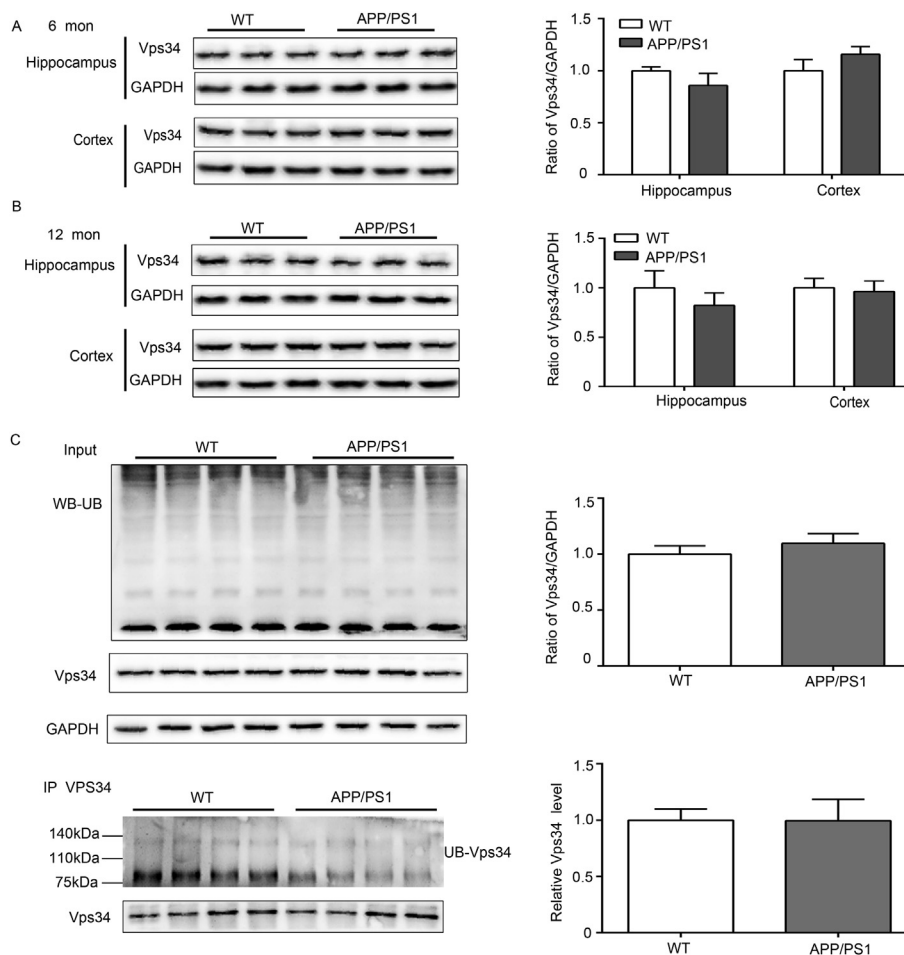 A 6 mon
WT APP/PS1
Hippocampus
Vps34
GAPDH
Cortex
Vps34
GAPDH
Ratio of Vps34/GAPDH
1.5
1.0
0.5
0
WT
APP/PS1
Hippocampus Cortex
B
12 mon
WT APP/PS1
Hippocampus
Vps34
GAPDH
Cortex
Vps34
GAPDH
Ratio of Vps34/GAPDH
1.5
1.0
0.5
0
WT
APP/PS1
Hippocampus Cortex
C
Input WT APP/PS1
WB-UB
Vps34
GAPDH
Ratio of Vps34/GAPDH
1.5
1.0
0.5
0
WT APP/PS1
IP VPS34
WT APP/PS1
140kDa
110kDa
75kDa
UB-Vps34
Vps34
Relative Vps34 level
1.5
1.0
0.5
0
WT APP/PS1